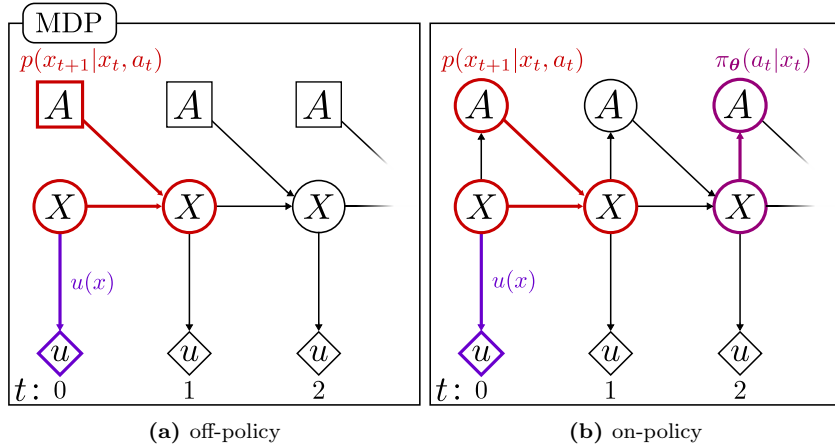 MDP
p(x_{t+1}|x_t, a_t) p(x_{t+1}|x_t, a_t) π_θ(a_t|x_t)
A A A A A A
X X X X X X
u(x) u(x)
u u u u u u
t: 0 1 2 t: 0 1 2
(a) off-policy (b) on-policy